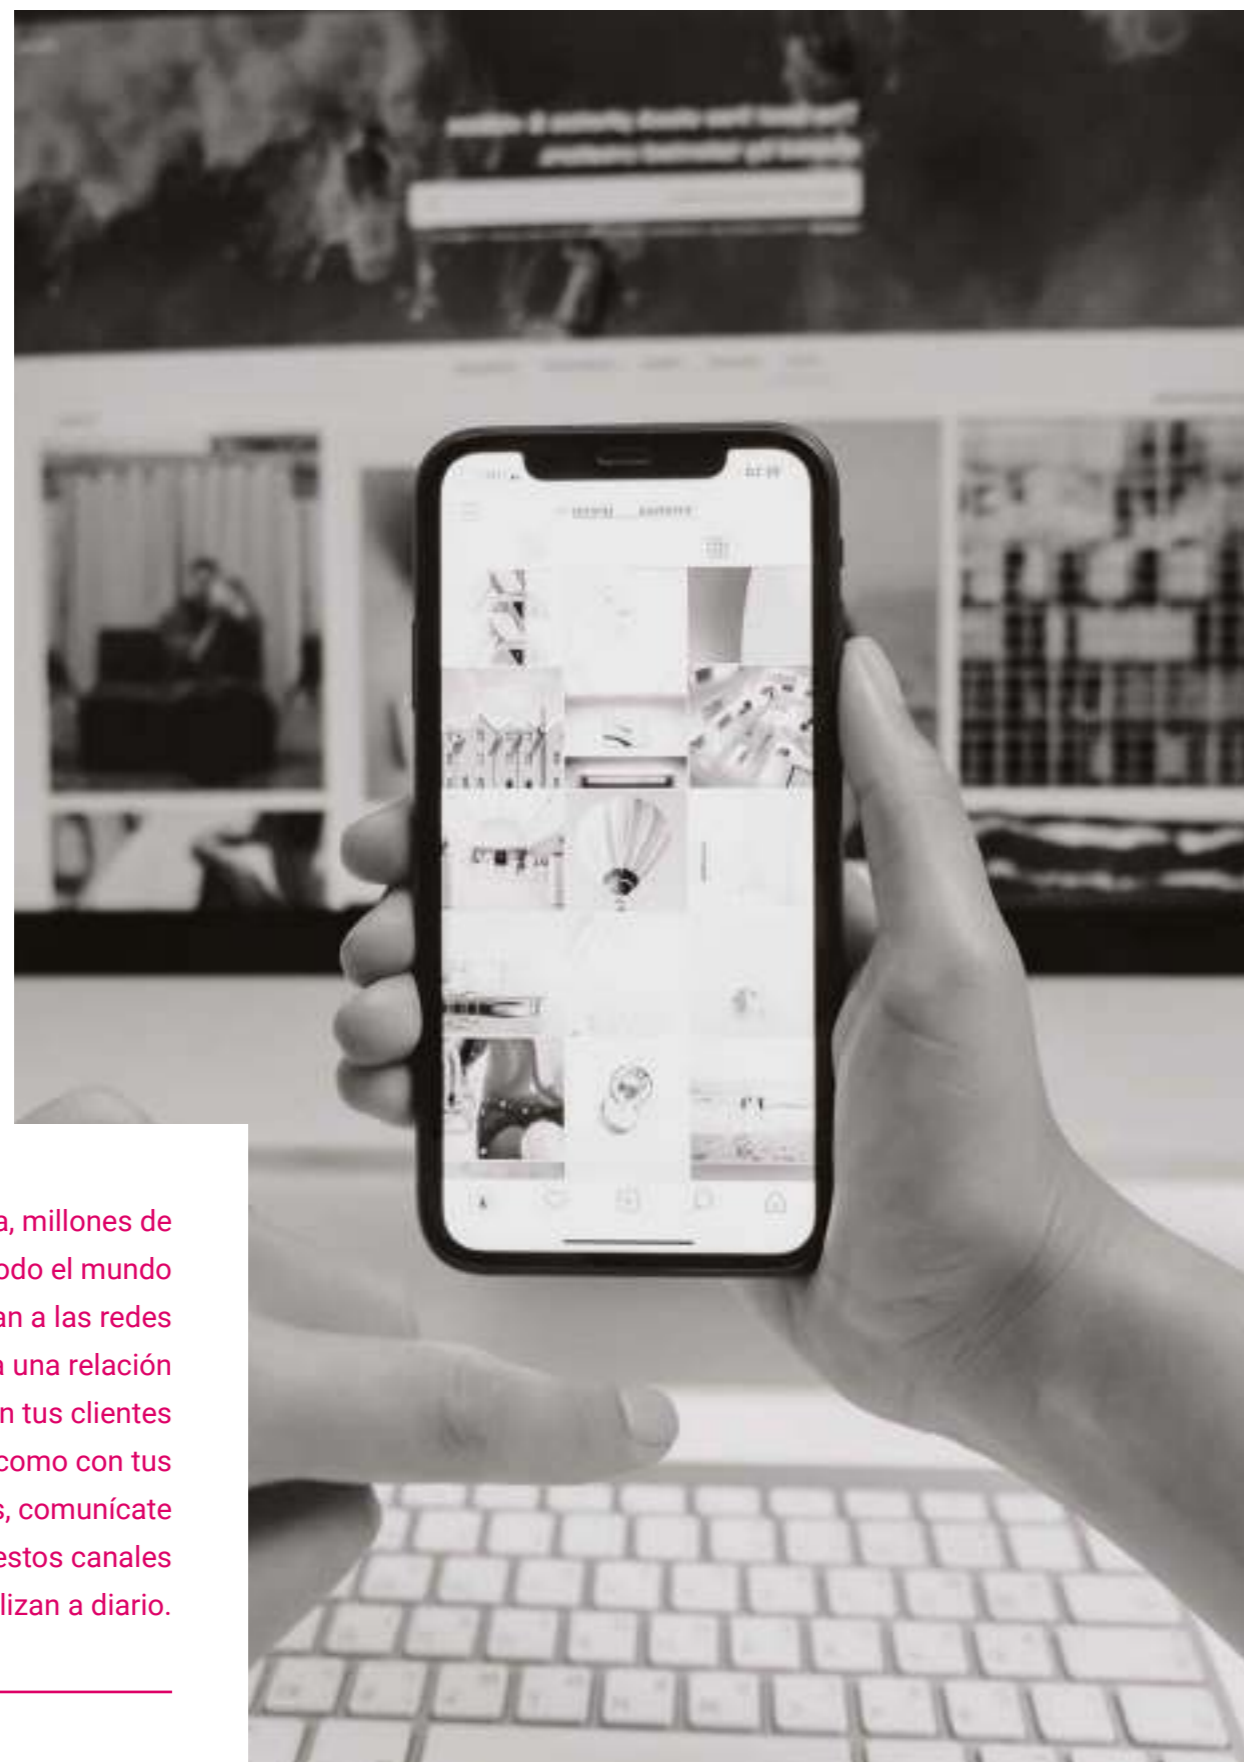 a, millones de
odo el mundo
an a las redes
a una relación
n tus clientes
como con tus
s, comunícate
estos canales
lizan a diario.